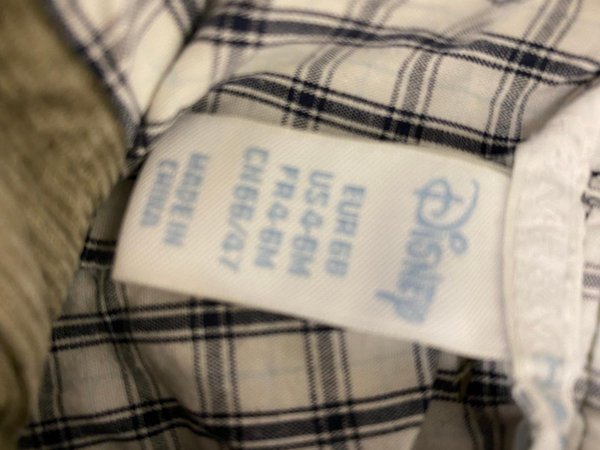 Disney
EUR 68
US 4-6M
FR 4-6M
CN 66/47
MADE IN
CHINA
H&M